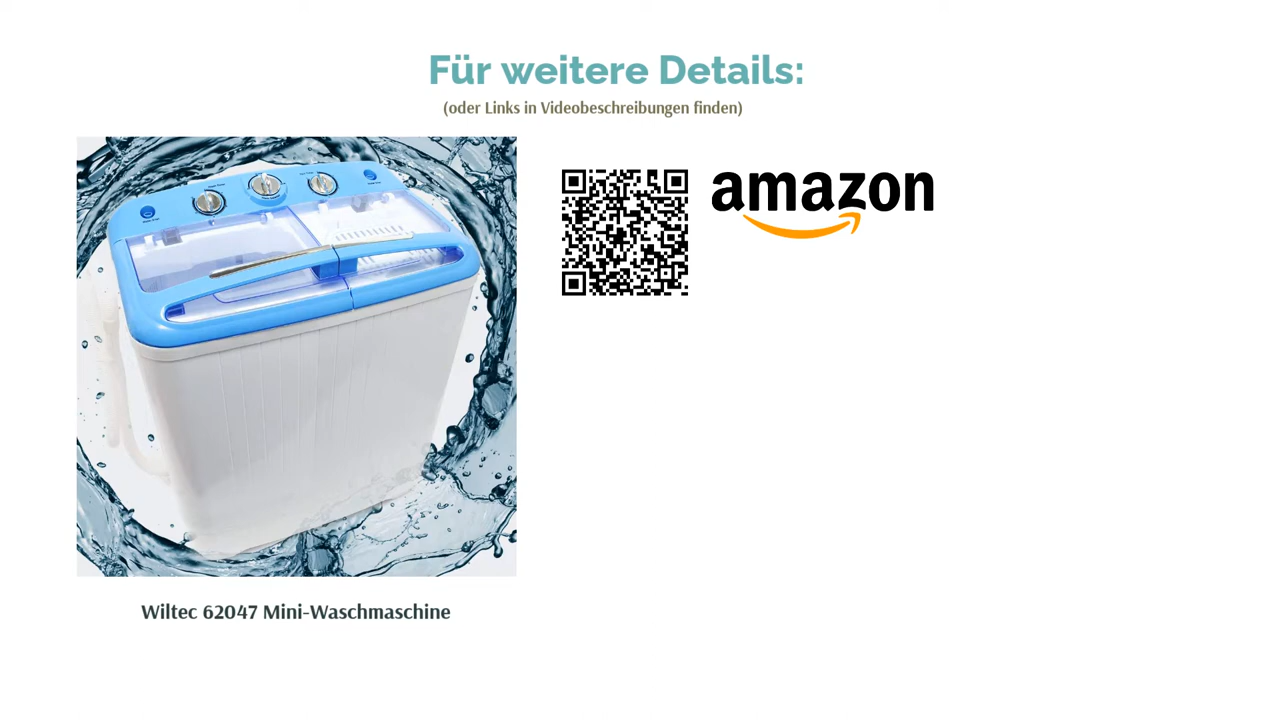 Für weitere Details:
(oder Links in Videobeschreibungen finden)
amazon
Wiltec 62047 Mini-Waschmaschine